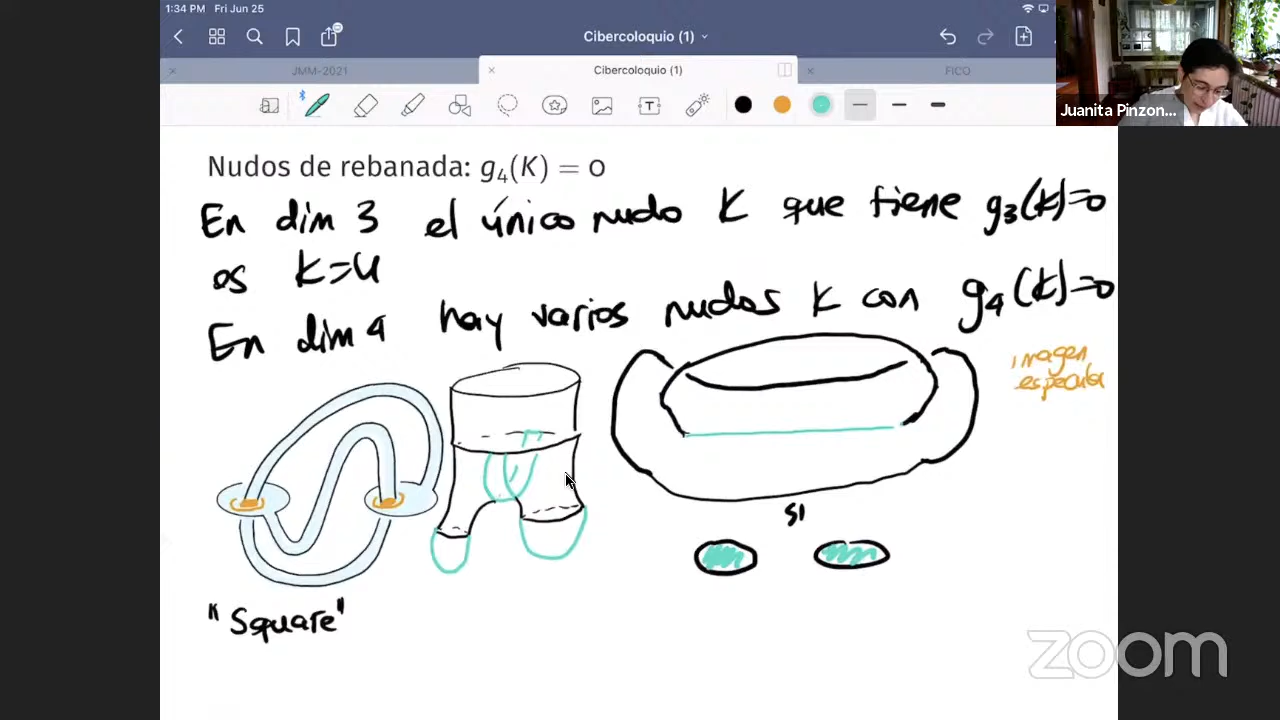 1:34 PM Fri Jun 25
Cibercoloquio (1)
JMM-2021
Cibercoloquio (1)
FICO
Juanita Pinzon...
Nudos de rebanada: g₄(K) = 0
En dim 3 el único nudo K que tiene g₃(K)=0
es K=U
En dim 4 hay varios nudos K con g₄(K)=0
imagen
especular
SI
"Square"
zoom